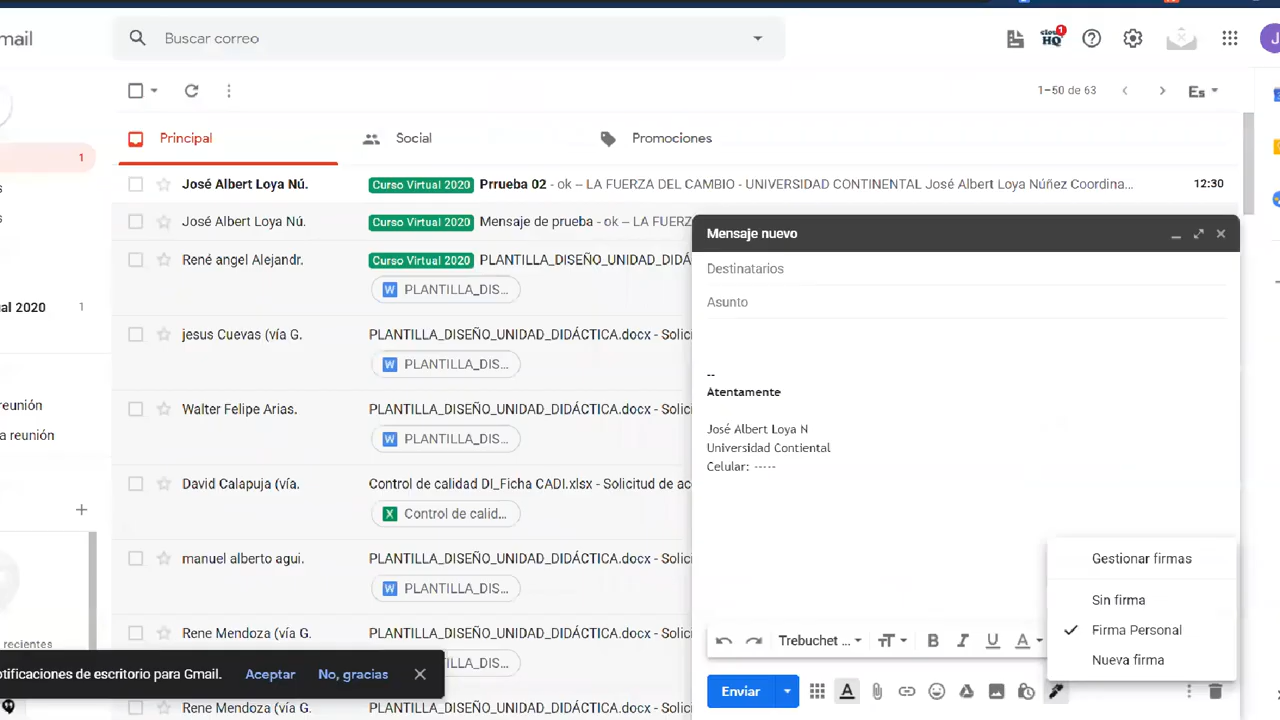 mail
Buscar correo
cloud HQ 1
J
1–50 de 63
Es
Principal
Social
Promociones
1
José Albert Loya Nú. Curso Virtual 2020 Prrueba 02 - ok – LA FUERZA DEL CAMBIO - UNIVERSIDAD CONTINENTAL José Albert Loya Núñez Coordina… 12:30
José Albert Loya Nú. Curso Virtual 2020 Mensaje de prueba - ok – LA FUERZ
René angel Alejandr. Curso Virtual 2020 PLANTILLA_DISEÑO_UNIDAD_DIDÁ
W PLANTILLA_DIS...
ual 2020 1
jesus Cuevas (vía G. PLANTILLA_DISEÑO_UNIDAD_DIDÁCTICA.docx - Solic
W PLANTILLA_DIS...
reunión
Walter Felipe Arias. PLANTILLA_DISEÑO_UNIDAD_DIDÁCTICA.docx - Solici
a reunión
W PLANTILLA_DIS...
David Calapuja (vía. Control de calidad DI_Ficha CADI.xlsx - Solicitud de ac
X Control de calid...
manuel alberto agui. PLANTILLA_DISEÑO_UNIDAD_DIDÁCTICA.docx - Solici
W PLANTILLA_DIS...
Rene Mendoza (vía G. PLANTILLA_DISEÑO_UNIDAD_DIDÁCTICA.docx - Solici
recientes
LLA_DIS...
otificaciones de escritorio para Gmail. Aceptar No, gracias
Rene Mendoza (vía G. PLANTILLA_DISEÑO_UNIDAD_DIDÁCTICA.docx - Solici
Mensaje nuevo
Destinatarios
Asunto
--
Atentamente
José Albert Loya N
Universidad Contiental
Celular: -----
Gestionar firmas
Sin firma
Firma Personal
Nueva firma
Trebuchet ...
Enviar